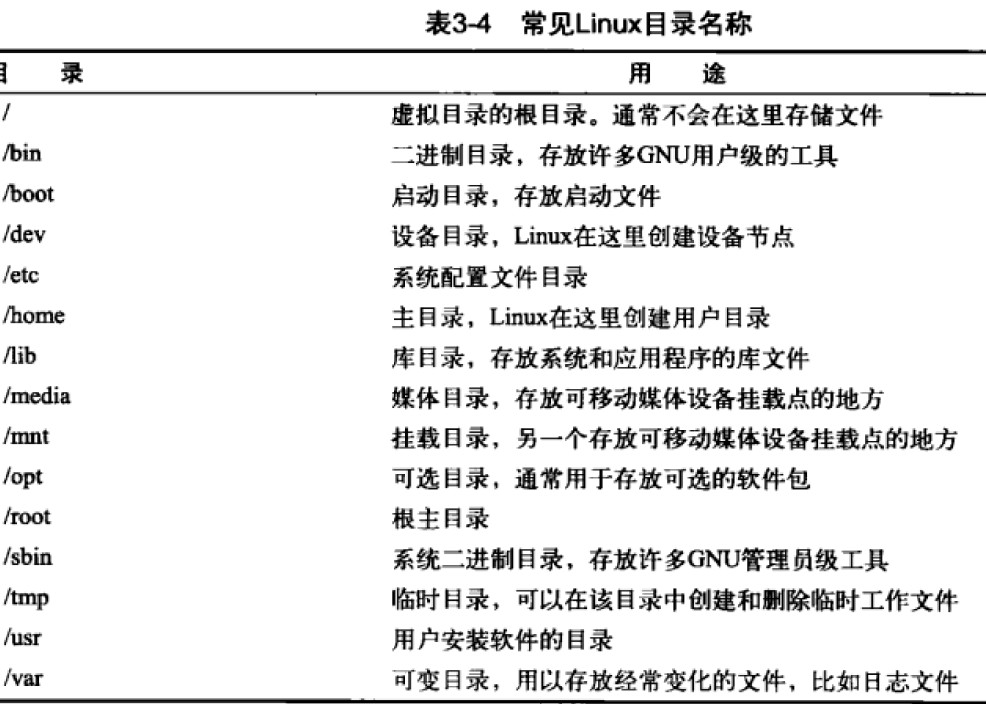 表3-4 常见Linux目录名称
目 录 用 途
/ 虚拟目录的根目录。通常不会在这里存储文件
/bin 二进制目录，存放许多GNU用户级的工具
/boot 启动目录，存放启动文件
/dev 设备目录，Linux在这里创建设备节点
/etc 系统配置文件目录
/home 主目录，Linux在这里创建用户目录
/lib 库目录，存放系统和应用程序的库文件
/media 媒体目录，存放可移动媒体设备挂载点的地方
/mnt 挂载目录，另一个存放可移动媒体设备挂载点的地方
/opt 可选目录，通常用于存放可选的软件包
/root 根主目录
/sbin 系统二进制目录，存放许多GNU管理员级工具
/tmp 临时目录，可以在该目录中创建和删除临时工作文件
/usr 用户安装软件的目录
/var 可变目录，用以存放经常变化的文件，比如日志文件